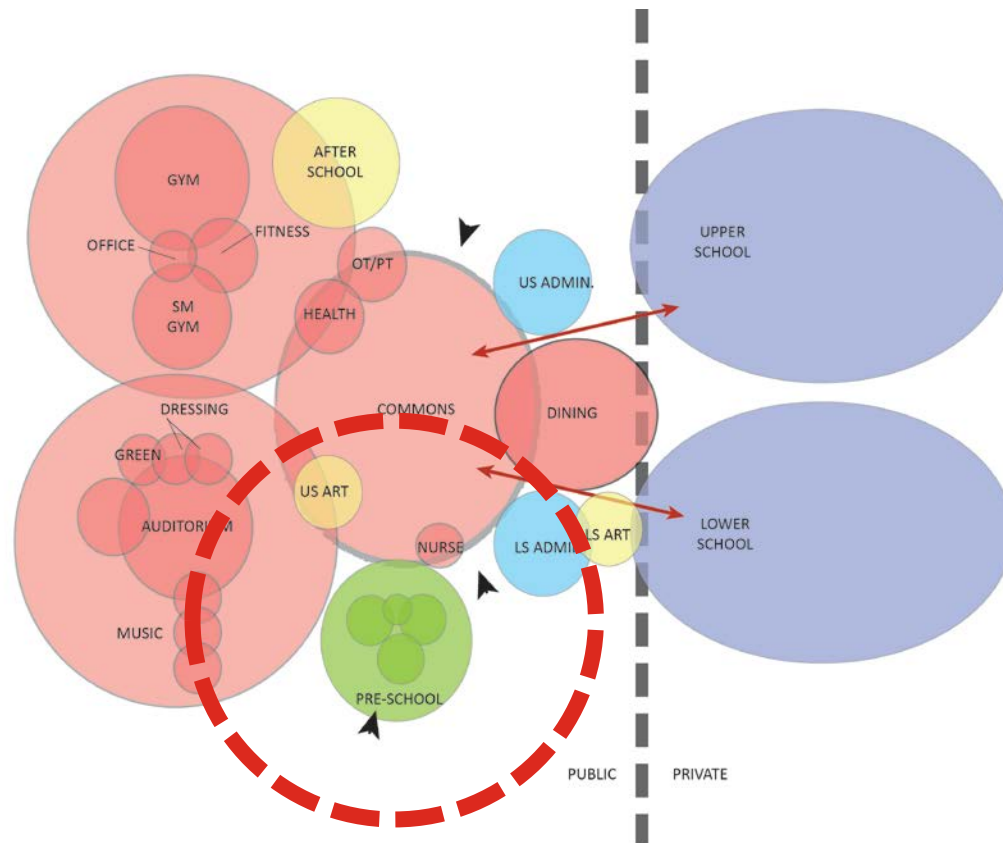 AFTER
SCHOOL
GYM
OFFICE
FITNESS
OT/PT
SM
GYM
HEALTH
US ADMIN.
UPPER
SCHOOL
DRESSING
COMMONS
DINING
GREEN
US ART
AUDITORIUM
NURSE
LS ADMIN.
LS ART
LOWER
SCHOOL
MUSIC
PRE-SCHOOL
PUBLIC
PRIVATE